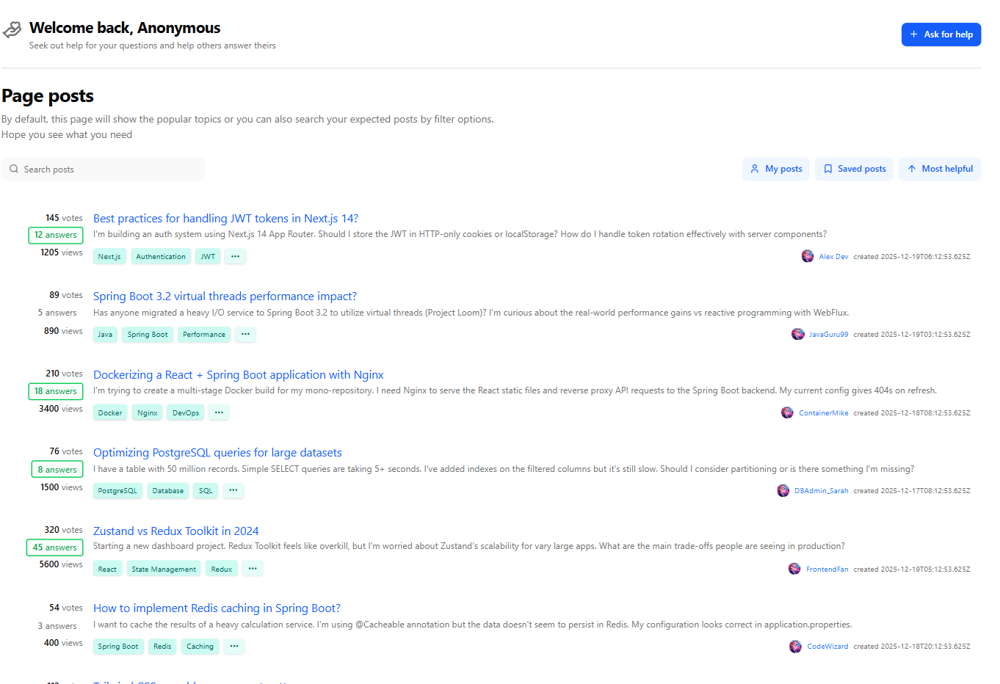 Welcome back, Anonymous
Seek out help for your questions and help others answer theirs
Ask for help
Page posts
By default, this page will show the popular topics or you can also search your expected posts by filter options.
Hope you see what you need
Search posts
My posts
Saved posts
Most helpful
145 votes
Best practices for handling JWT tokens in Next.js 14?
12 answers
I'm building an auth system using Next.js 14 App Router. Should I store the JWT in HTTP-only cookies or localStorage? How do I handle token rotation effectively with server components?
1205 views
Next.js Authentication JWT ···
Alex Dev created 2025-12-19T06:12:53.625Z
89 votes
Spring Boot 3.2 virtual threads performance impact?
5 answers
Has anyone migrated a heavy I/O service to Spring Boot 3.2 to utilize virtual threads (Project Loom)? I'm curious about the real-world performance gains vs reactive programming with WebFlux.
890 views
Java Spring Boot Performance ···
JavaGuru99 created 2025-12-19T03:12:53.625Z
210 votes
Dockerizing a React + Spring Boot application with Nginx
18 answers
I'm trying to create a multi-stage Docker build for my mono-repository. I need Nginx to serve the React static files and reverse proxy API requests to the Spring Boot backend. My current config gives 404s on refresh.
3400 views
Docker Nginx DevOps ···
ContainerMike created 2025-12-18T08:12:53.625Z
76 votes
Optimizing PostgreSQL queries for large datasets
8 answers
I have a table with 50 million records. Simple SELECT queries are taking 5+ seconds. I've added indexes on the filtered columns but it's still slow. Should I consider partitioning or is there something I'm missing?
1500 views
PostgreSQL Database SQL ···
DBAdmin_Sarah created 2025-12-17T08:12:53.625Z
320 votes
Zustand vs Redux Toolkit in 2024
45 answers
Starting a new dashboard project. Redux Toolkit feels like overkill, but I'm worried about Zustand's scalability for vary large apps. What are the main trade-offs people are seeing in production?
5600 views
React State Management Redux ···
FrontendFan created 2025-12-19T05:12:53.625Z
54 votes
How to implement Redis caching in Spring Boot?
3 answers
I want to cache the results of a heavy calculation service. I'm using @Cacheable annotation but the data doesn't seem to persist in Redis. My configuration looks correct in application.properties.
400 views
Spring Boot Redis Caching ···
CodeWizard created 2025-12-18T20:12:53.625Z